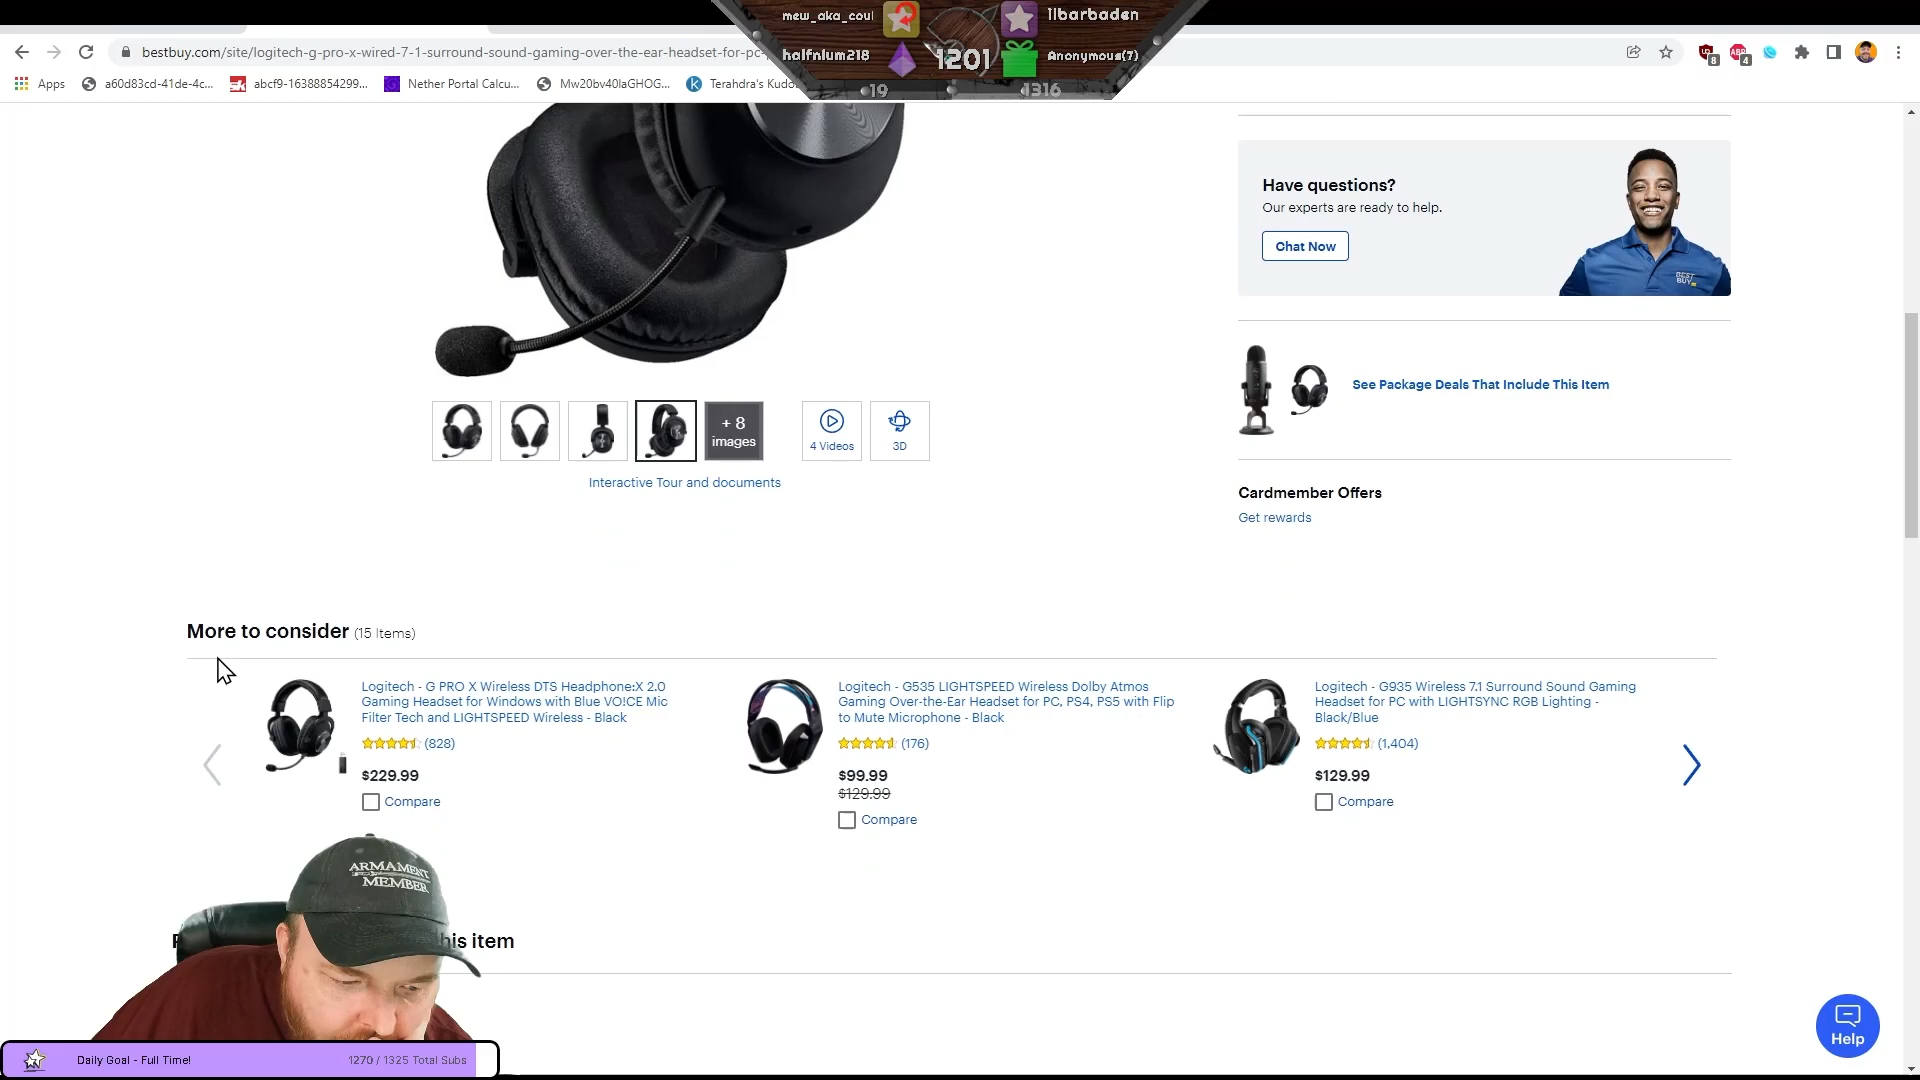 mew_aka_coul
11barbaden
halfn1um218
1201
Anonymous(7)
19
1316
bestbuy.com/site/logitech-g-pro-x-wired-7-1-surround-sound-gaming-over-the-ear-headset-for-pc-
8
4
Apps
a60d83cd-41de-4c...
abcf9-16388854299...
Nether Portal Calcu...
Mw20bv40laGHOG...
Terahdra's Kudo
Have questions?
Our experts are ready to help.
Chat Now
BEST
BUY
See Package Deals That Include This Item
+ 8
images
4 Videos
3D
Interactive Tour and documents
Cardmember Offers
Get rewards
More to consider (15 Items)
Logitech - G PRO X Wireless DTS Headphone:X 2.0
Gaming Headset for Windows with Blue VO!CE Mic
Filter Tech and LIGHTSPEED Wireless - Black
(828)
$229.99
Compare
Logitech - G535 LIGHTSPEED Wireless Dolby Atmos
Gaming Over-the-Ear Headset for PC, PS4, PS5 with Flip
to Mute Microphone - Black
(176)
$99.99
$129.99
Compare
Logitech - G935 Wireless 7.1 Surround Sound Gaming
Headset for PC with LIGHTSYNC RGB Lighting -
Black/Blue
(1,404)
$129.99
Compare
ARMAMENT
MEMBER
his item
Help
Daily Goal - Full Time!
1270 / 1325 Total Subs